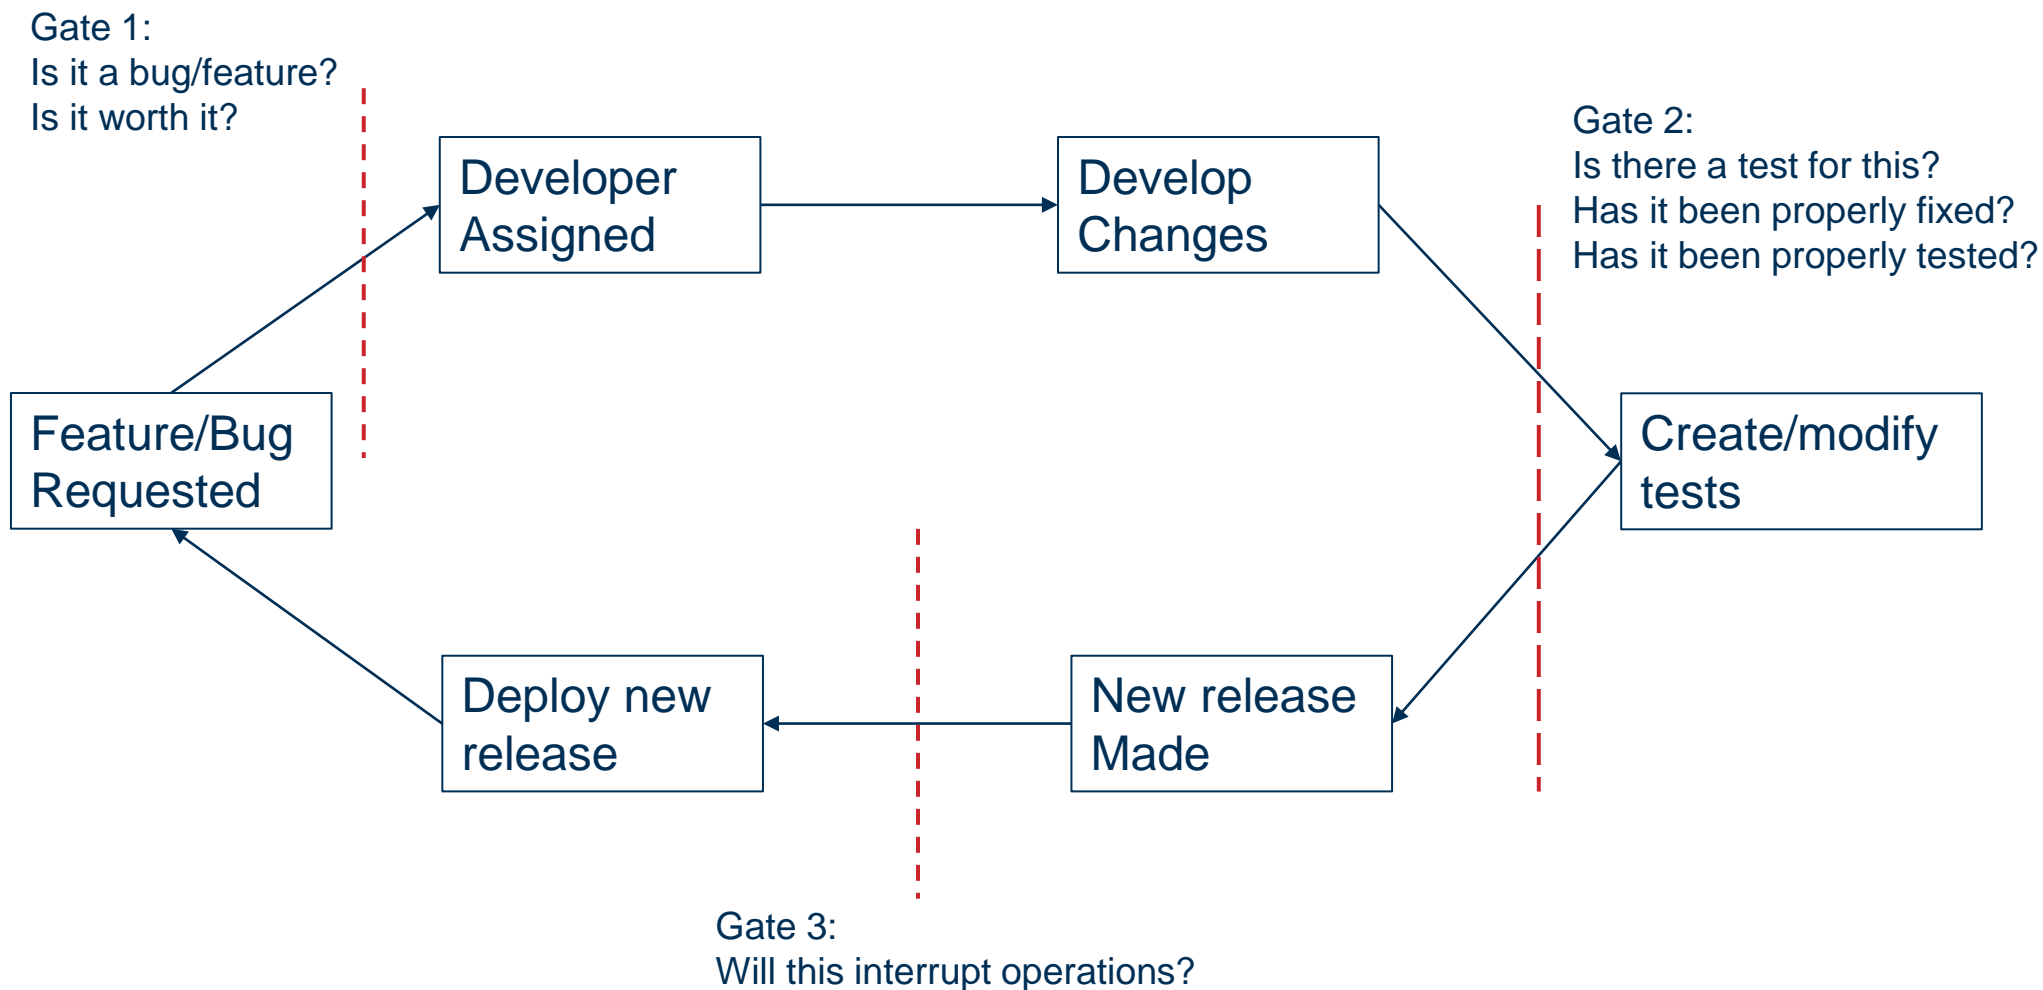 Gate 1:
Is it a bug/feature?
Is it worth it?
Developer
Assigned
Develop
Changes
Gate 2:
Is there a test for this?
Has it been properly fixed?
Has it been properly tested?
Feature/Bug
Requested
Create/modify
tests
Deploy new
release
New release
Made
Gate 3:
Will this interrupt operations?